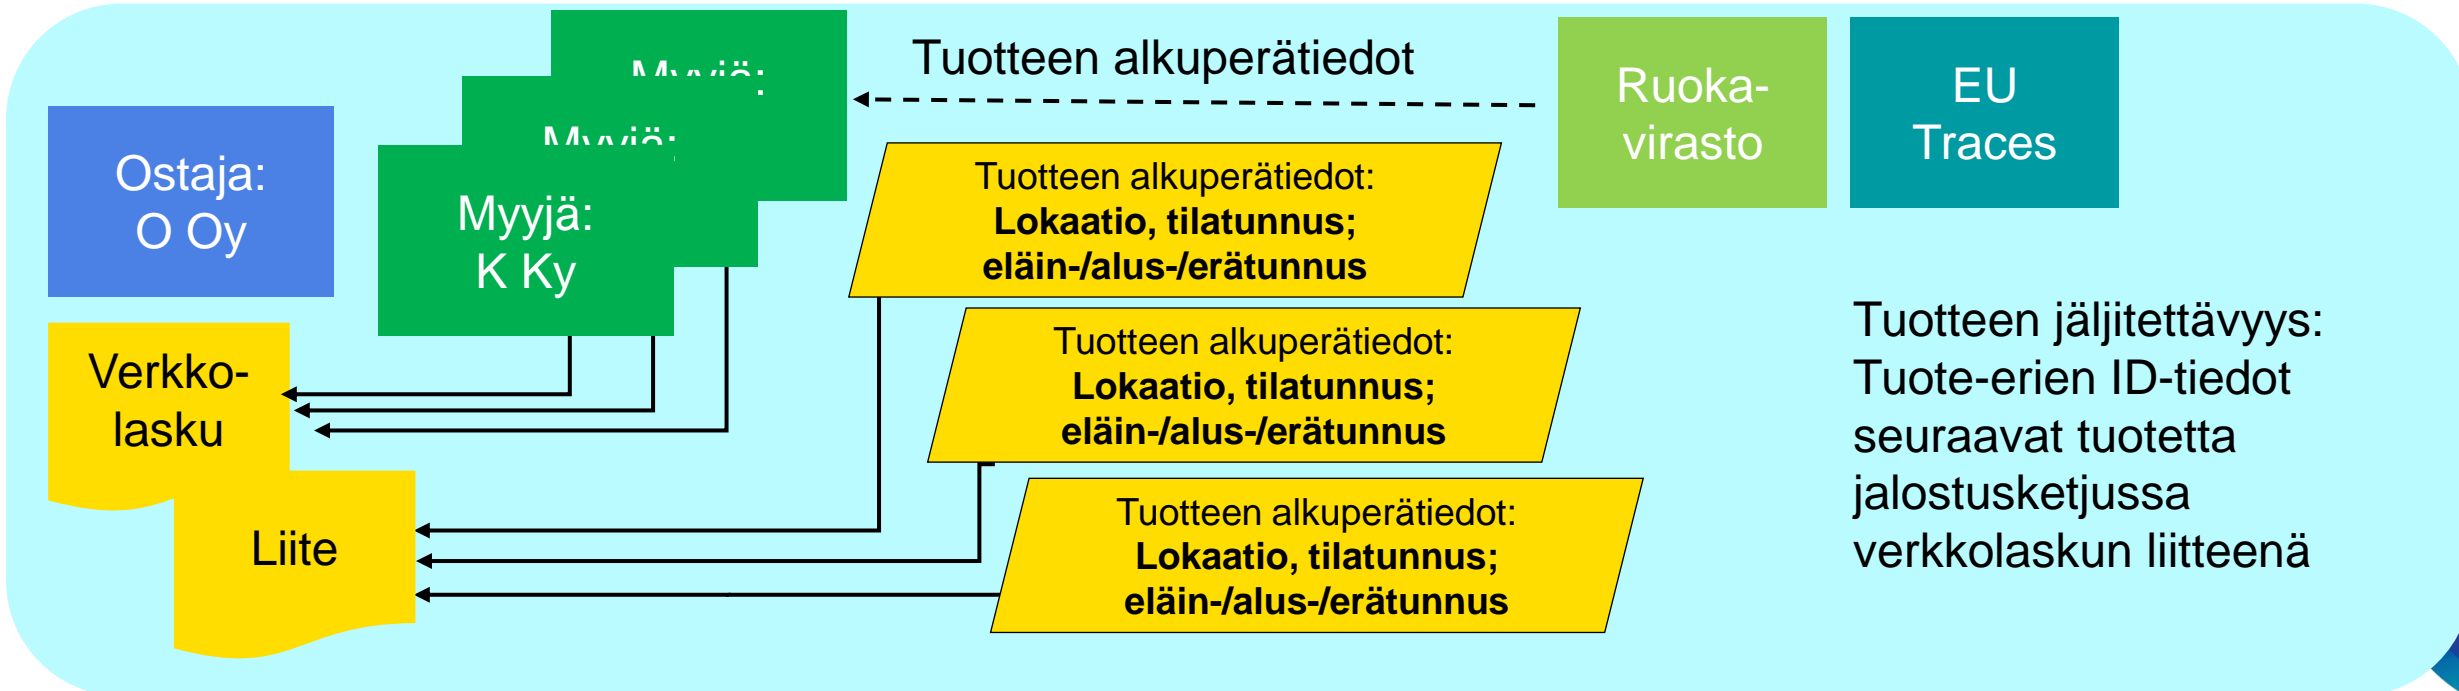 Tuotteen alkuperätiedot
Ruoka-
virasto
EU
Traces
Ostaja:
O Oy
Myyjä:
Myyjä:
Myyjä:
K Ky
Tuotteen alkuperätiedot:
Lokaatio, tilatunnus;
eläin-/alus-/erätunnus
Tuotteen alkuperätiedot:
Lokaatio, tilatunnus;
eläin-/alus-/erätunnus
Tuotteen alkuperätiedot:
Lokaatio, tilatunnus;
eläin-/alus-/erätunnus
Verkko-
lasku
Liite
Tuotteen jäljitettävyys:
Tuote-erien ID-tiedot
seuraavat tuotetta
jalostusketjussa
verkkolaskun liitteenä